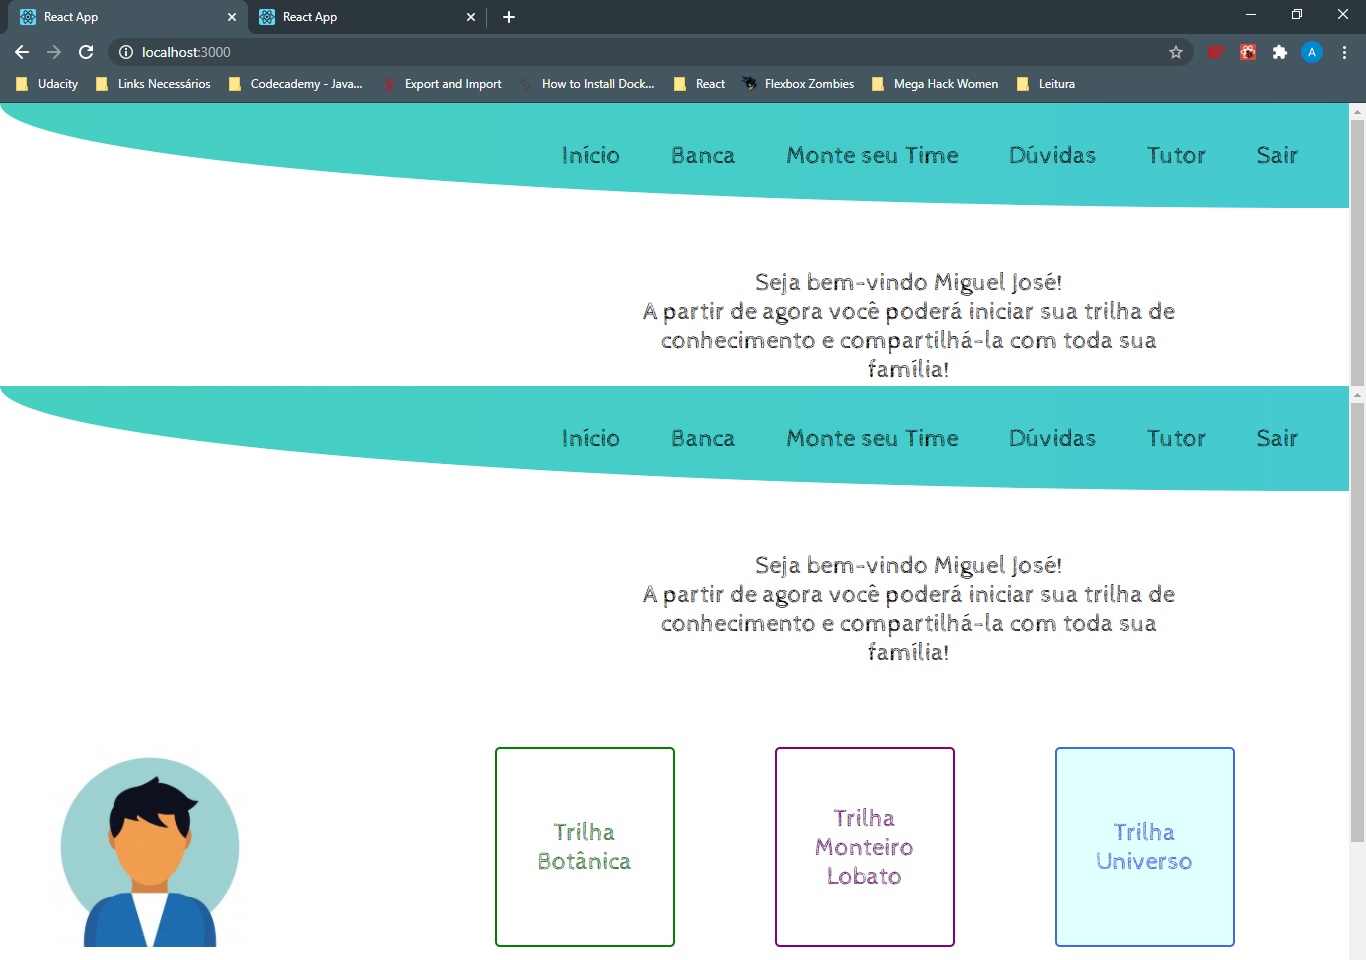 React App
React App
localhost:3000
A
Udacity
Links Necessários
Codecademy - Java...
Export and Import
How to Install Dock...
React
Flexbox Zombies
Mega Hack Women
Leitura
Início
Banca
Monte seu Time
Dúvidas
Tutor
Sair
Seja bem-vindo Miguel José!
A partir de agora você poderá iniciar sua trilha de
conhecimento e compartilhá-la com toda sua
família!
Início
Banca
Monte seu Time
Dúvidas
Tutor
Sair
Seja bem-vindo Miguel José!
A partir de agora você poderá iniciar sua trilha de
conhecimento e compartilhá-la com toda sua
família!
Trilha
Botânica
Trilha
Monteiro
Lobato
Trilha
Universo